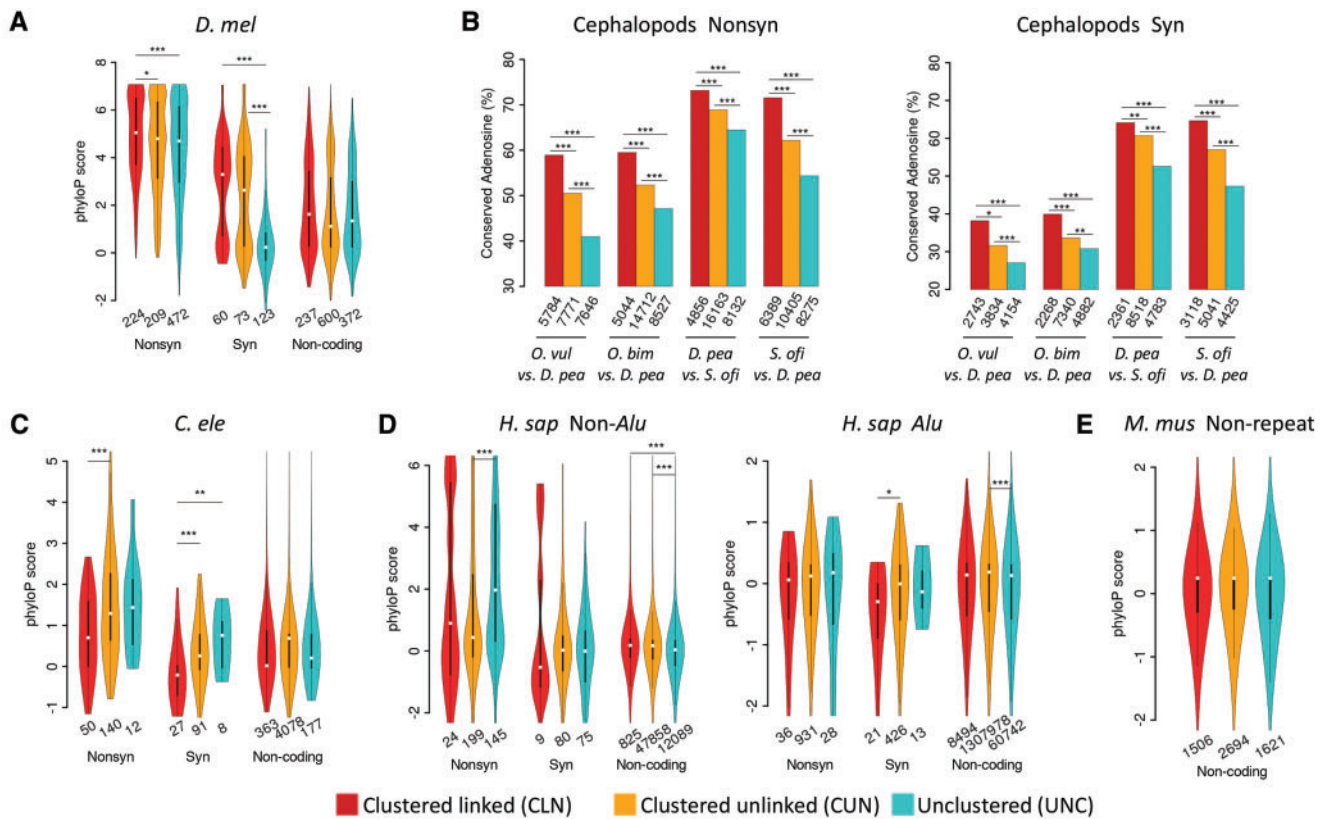 A
D. mel
phyloP score
8
6
4
2
0
-2
*
***
***
***
224
209
472
60
73
123
237
600
372
Nonsyn
Syn
Non-coding
B
Cephalopods Nonsyn
Conserved Adenosine (%)
80
70
60
50
40
30
***
***
***
***
***
***
***
***
***
***
***
***
5784
7771
7646
5044
14712
8527
4856
16163
8132
6389
10405
8275
O. vul
vs. D. pea
O. bim
vs. D. pea
D. pea
vs. S. ofi
S. ofi
vs. D. pea
Cephalopods Syn
Conserved Adenosine (%)
80
70
60
50
40
30
20
***
*
***
***
***
**
***
**
***
***
***
***
2743
3834
4154
2268
7340
4882
2361
8518
4783
3118
5041
4425
O. vul
vs. D. pea
O. bim
vs. D. pea
D. pea
vs. S. ofi
S. ofi
vs. D. pea
C
C. ele
phyloP score
5
4
3
2
1
0
-1
***
**
***
50
140
12
27
91
8
363
4078
177
Nonsyn
Syn
Non-coding
D
H. sap Non-Alu
phyloP score
6
4
2
0
-2
***
***
***
24
199
145
9
80
75
825
47858
12089
Nonsyn
Syn
Non-coding
H. sap Alu
phyloP score
2
1
0
-1
-2
*
***
36
931
28
21
426
13
8494
1307978
60742
Nonsyn
Syn
Non-coding
E
M. mus Non-repeat
phyloP score
2
1
0
-1
-2
1506
2694
1621
Non-coding
Clustered linked (CLN)
Clustered unlinked (CUN)
Unclustered (UNC)